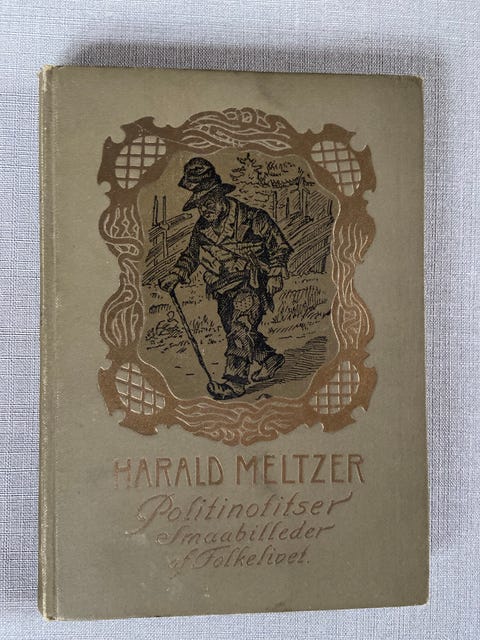 HARALD MELTZER
Politinotitser
Smaabilleder
af Folkelivet.